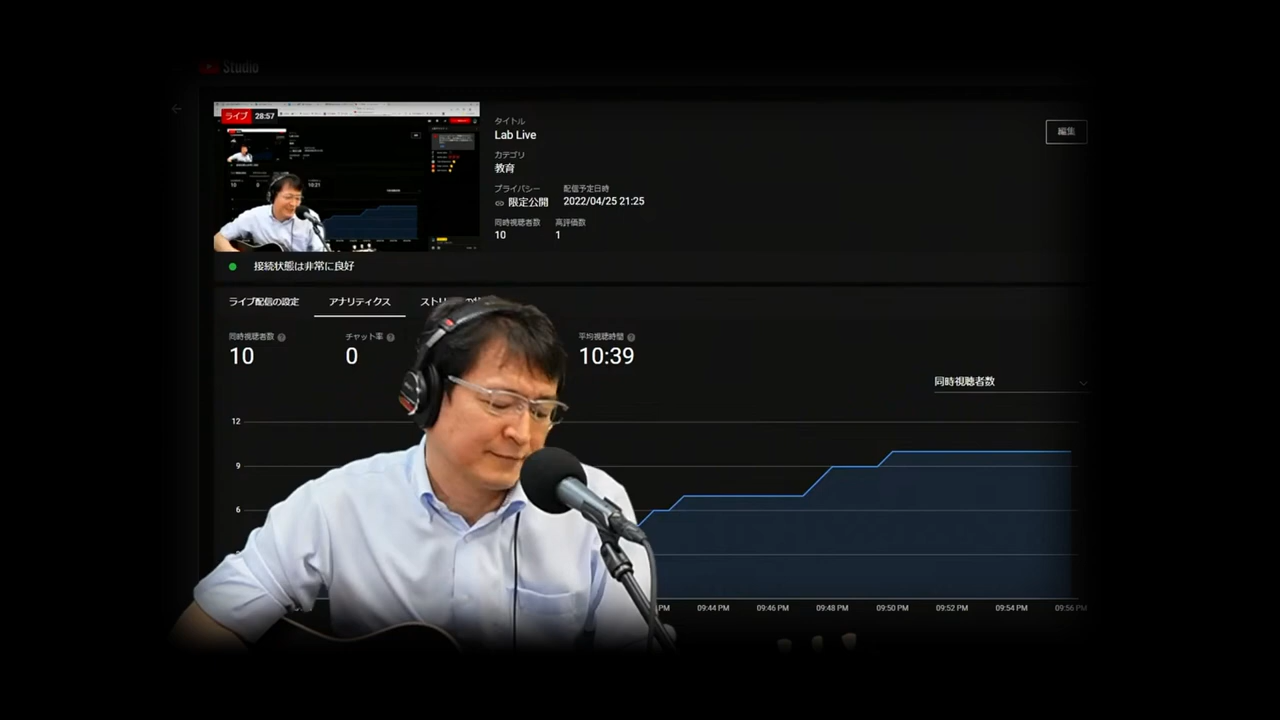 Studio
ライブ 28:57
タイトル
Lab Live
カテゴリ
教育
プライバシー 配信予定日時
限定公開 2022/04/25 21:25
同時視聴者数 高評価数
10 1
編集
接続状態は非常に良好
ライブ配信の設定 アナリティクス
同時視聴者数 チャット率 平均視聴時間
10 0 10:39
同時視聴者数
12
9
6
PM 09:44 PM 09:46 PM 09:48 PM 09:50 PM 09:52 PM 09:54 PM 09:56 PM